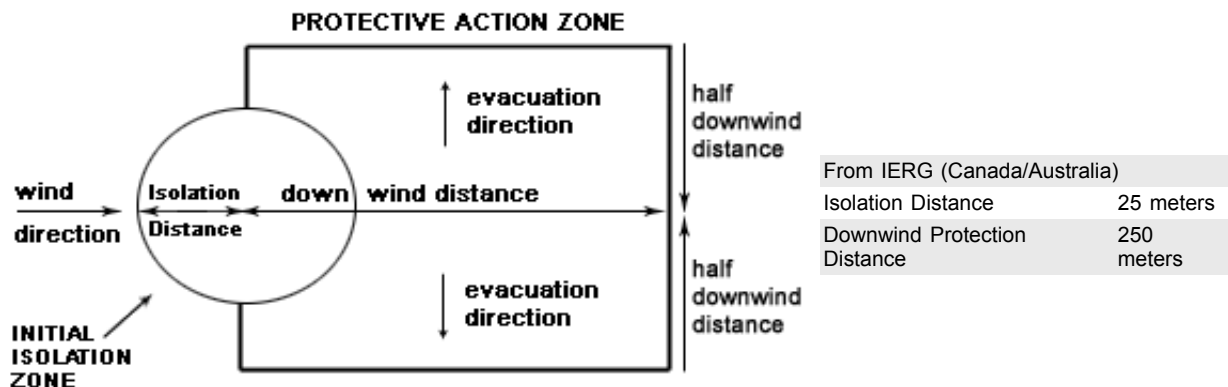 PROTECTIVE ACTION ZONE
evacuation
direction
half
downwind
distance
wind
direction
Isolation
Distance
down wind distance
evacuation
direction
half
downwind
distance
INITIAL
ISOLATION
ZONE
From IERG (Canada/Australia)
Isolation Distance 25 meters
Downwind Protection 250
Distance meters